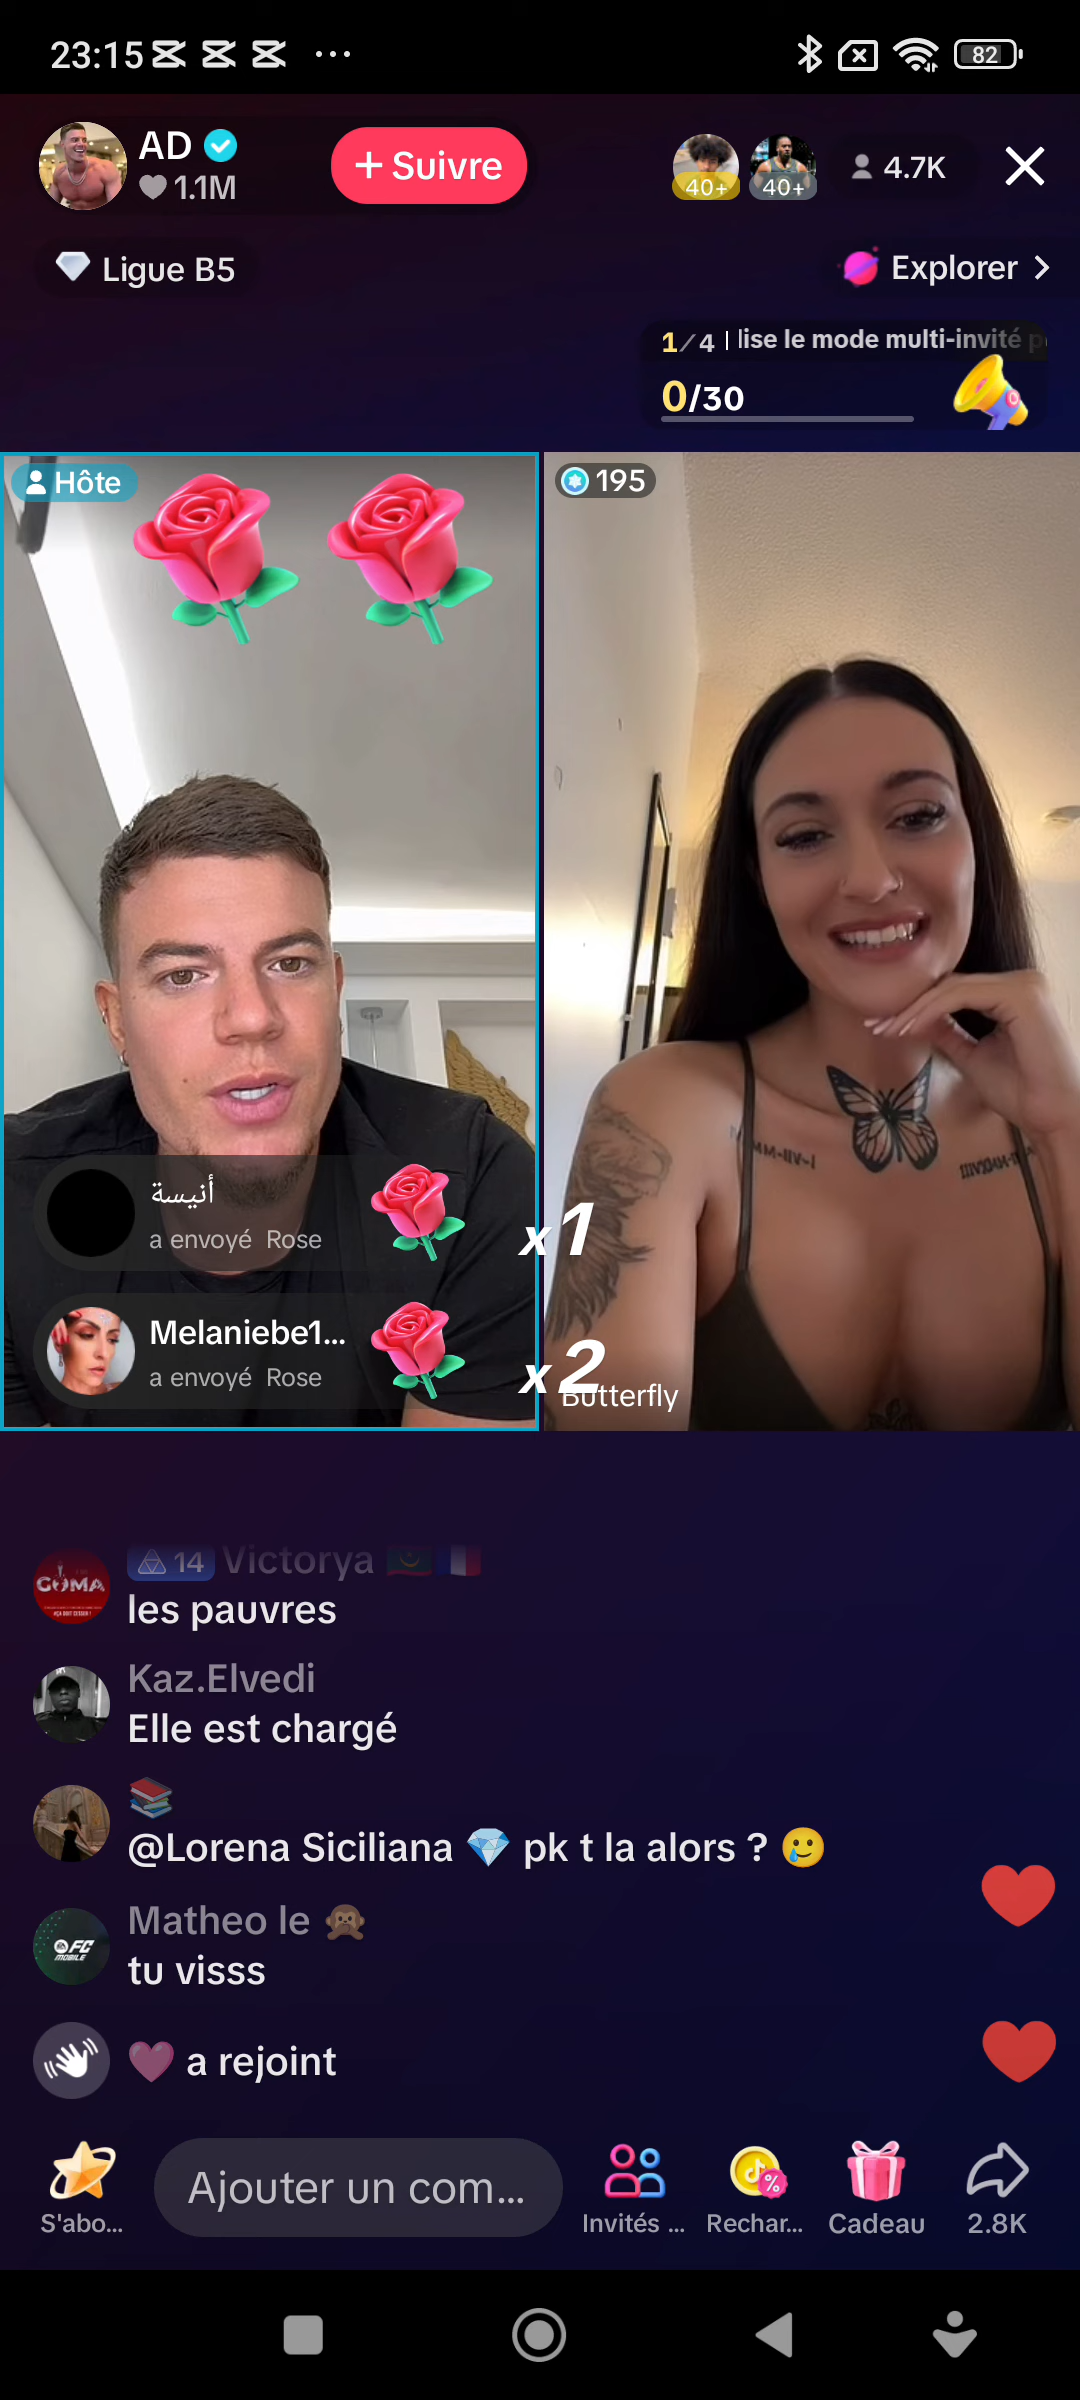 23:15
82
AD
1.1M
+ Suivre
40+
40+
4.7K
Ligue B5
Explorer
1/4 | lise le mode multi-invité
0/30
Hôte
195
أنيسة
a envoyé Rose
x1
Melaniebe1...
a envoyé Rose
x2
Butterfly
14 Victorya 🇲🇷🇫🇷
GOMA
les pauvres
Kaz.Elvedi
Elle est chargé
📚
@Lorena Siciliana 💎 pk t la alors ? 🥲
Matheo le 🙊
FC
MOBILE
tu visss
💜 a rejoint
S'abo...
Ajouter un com...
Invités ...
Rechar...
Cadeau
2.8K